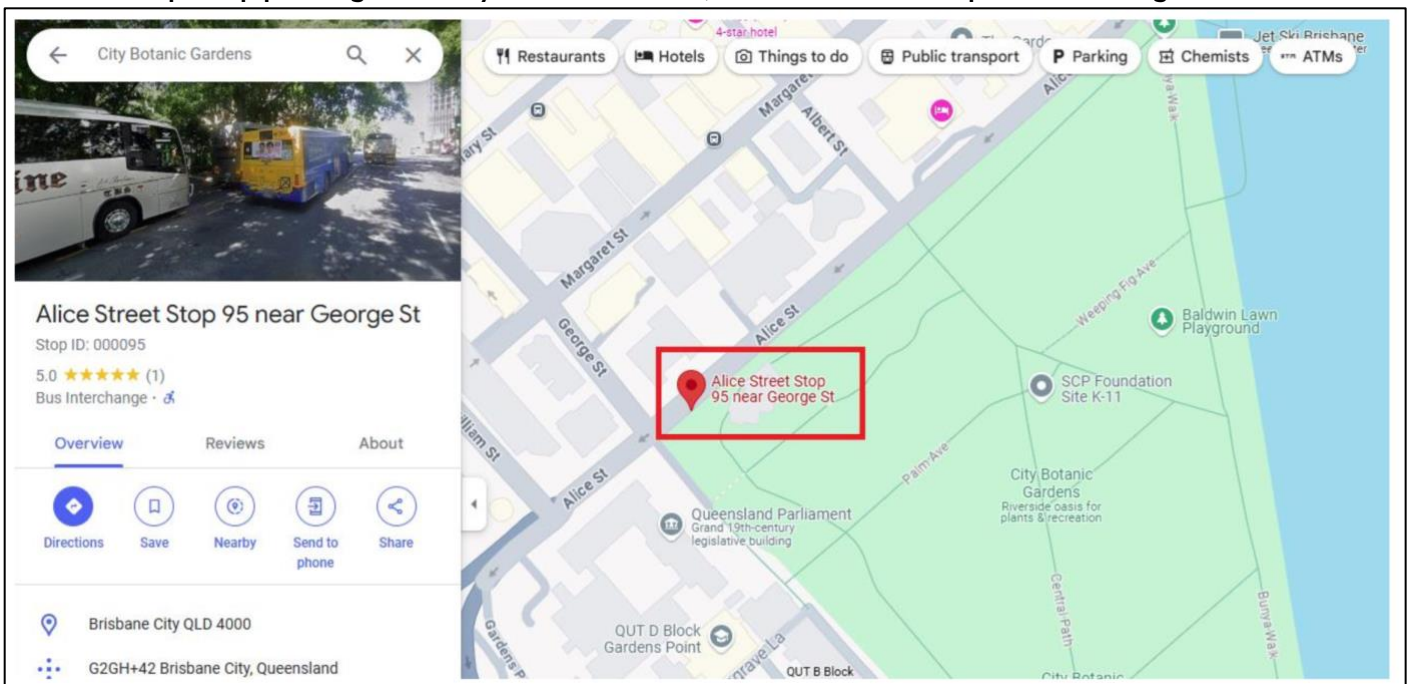 City Botanic Gardens
Alice Street Stop 95 near George St
Stop ID: 000095
5.0 ★★★★★ (1)
Bus Interchange ·
Overview
Reviews
About
Directions
Save
Nearby
Send to
phone
Share
Brisbane City QLD 4000
G2GH+42 Brisbane City, Queensland
4-star hotel
Jet Ski Brisbane
Restaurants
Hotels
Things to do
Public transport
P Parking
Chemists
ATMs
Margaret
Albert St
Alice
Margaret St
George St
Alice St
Alice Street Stop
95 near George St
Weeping Fig Ave
Baldwin Lawn
Playground
SCP Foundation
Site K-11
Palm Ave
City Botanic
Gardens
Riverside oasis for
plants & recreation
Alice St
Queensland Parliament
Grand 19th-century
legislative building
Central Path
Bunya Walk
QUT D Block
Gardens Point
QUT B Block
City Botanic